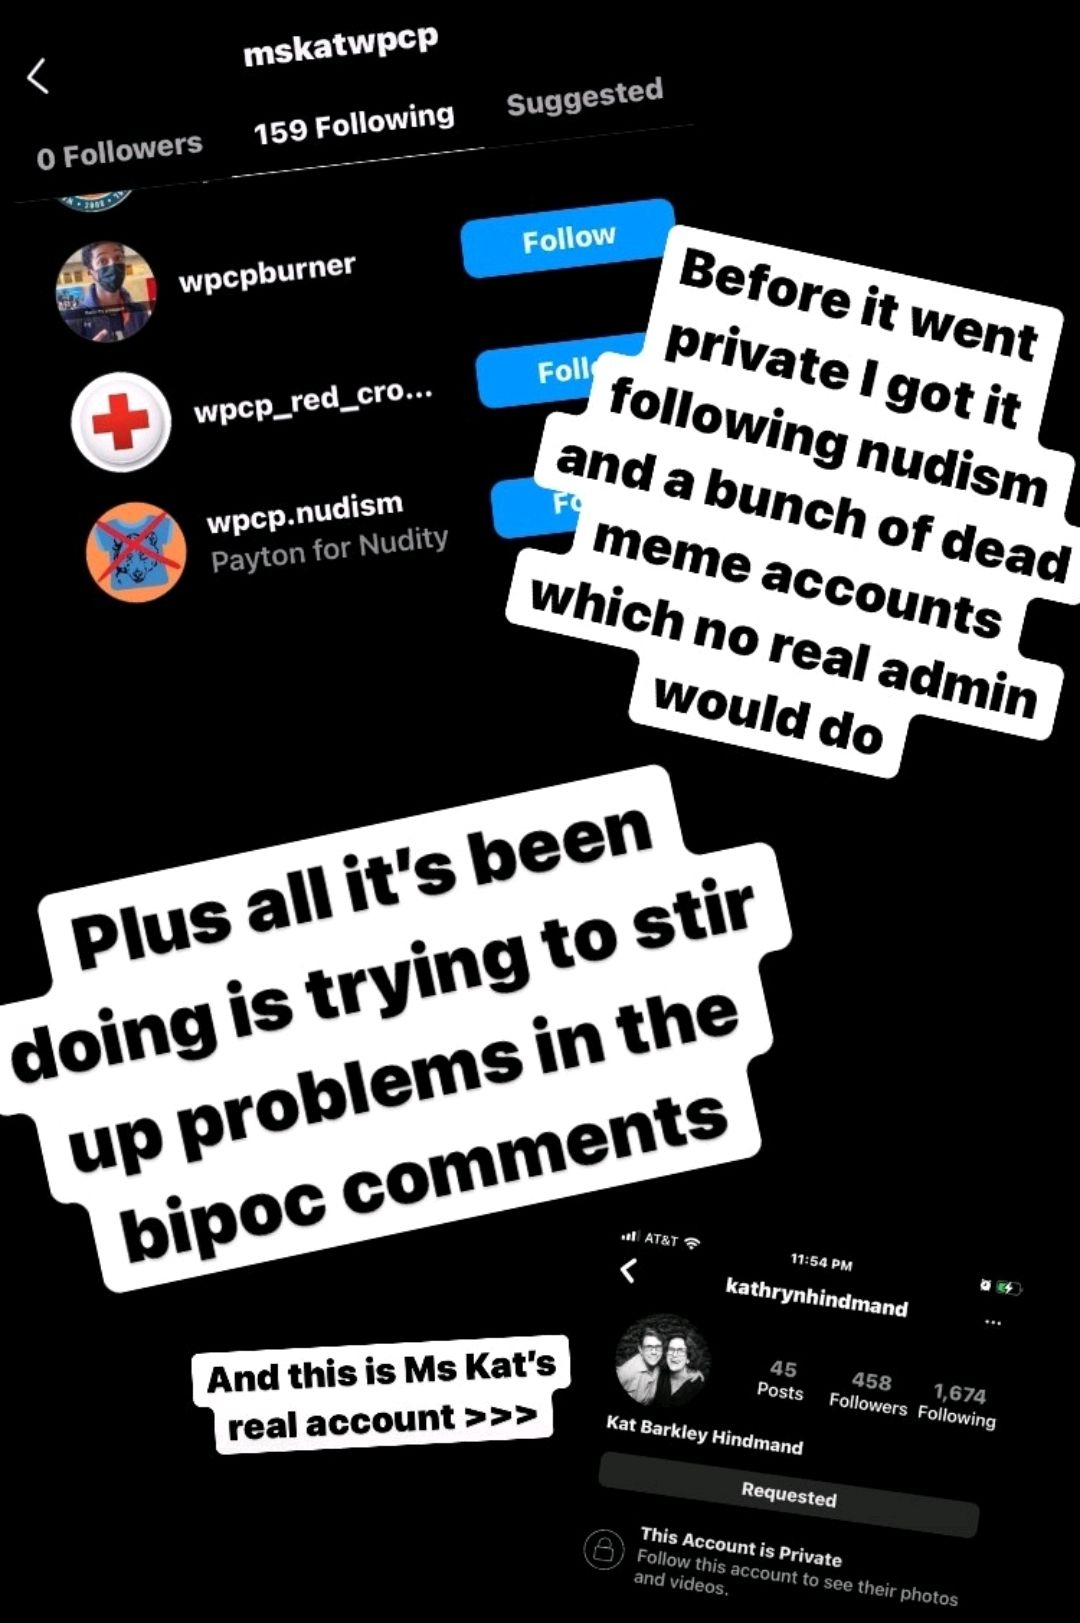 mskatwpcp
0 Followers 159 Following Suggested
wpcpburner Follow
wpcp_red_cro... Foll
wpcp.nudism Fo
Payton for Nudity
Before it went
private I got it
following nudism
and a bunch of dead
meme accounts
which no real admin
would do
Plus all it's been
doing is trying to stir
up problems in the
bipoc comments
And this is Ms Kat's
real account >>>
AT&T 11:54 PM
kathrynhindmand
...
45 458 1,674
Posts Followers Following
Kat Barkley Hindmand
Requested
This Account is Private
Follow this account to see their photos
and videos.